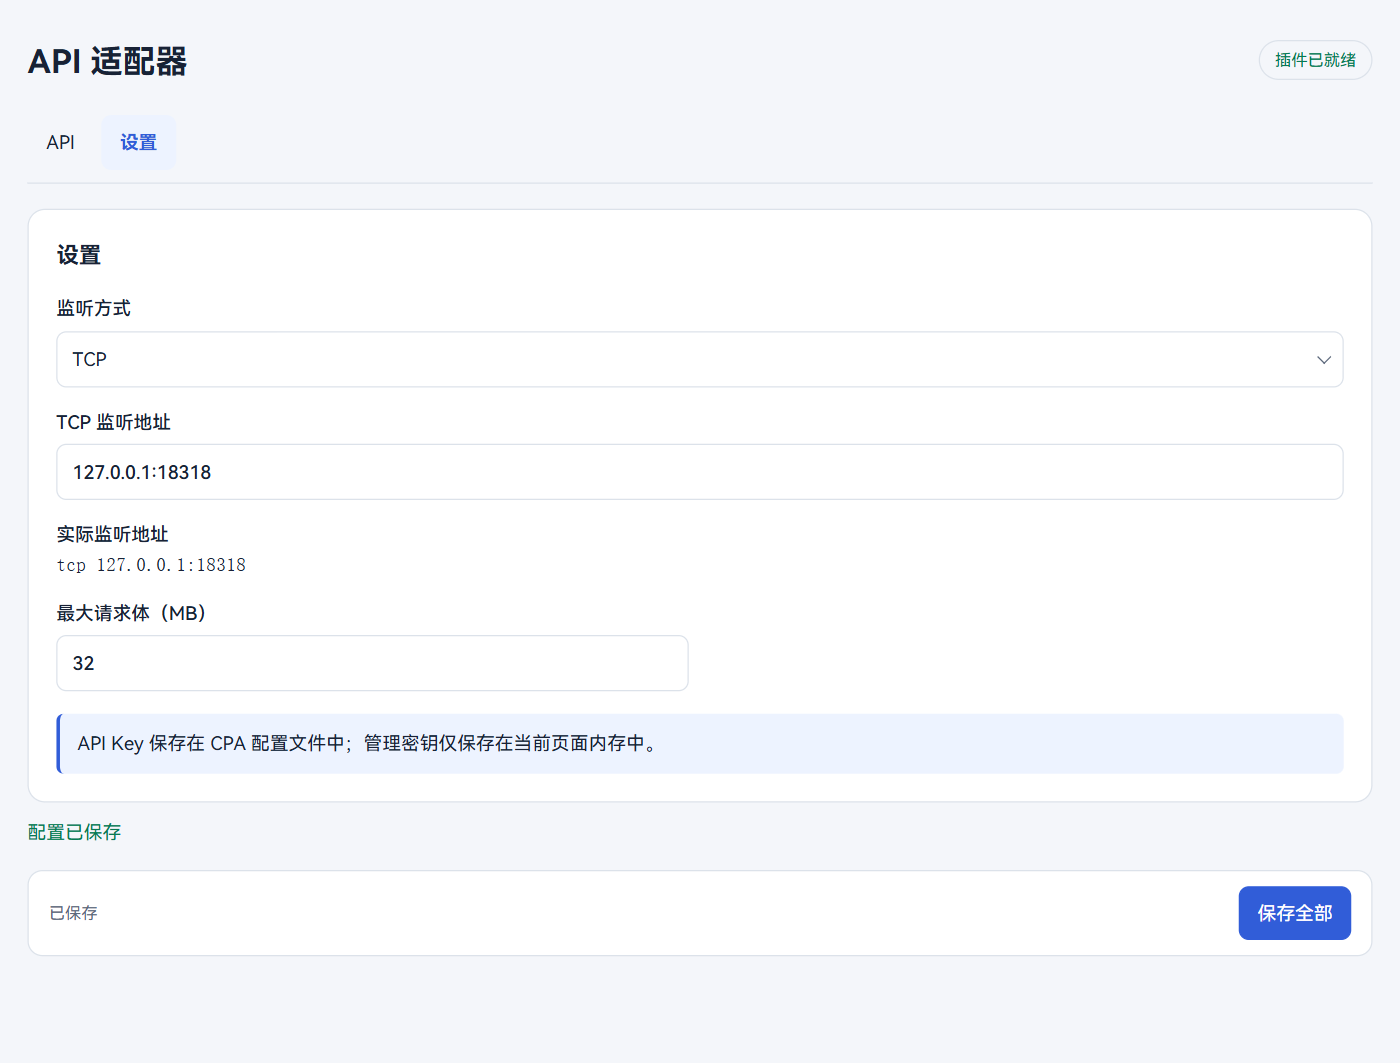 API 适配器
插件已就绪
API
设置
设置
监听方式
TCP
TCP 监听地址
127.0.0.1:18318
实际监听地址
tcp 127.0.0.1:18318
最大请求体（MB）
32
API Key 保存在 CPA 配置文件中；管理密钥仅保存在当前页面内存中。
配置已保存
已保存
保存全部